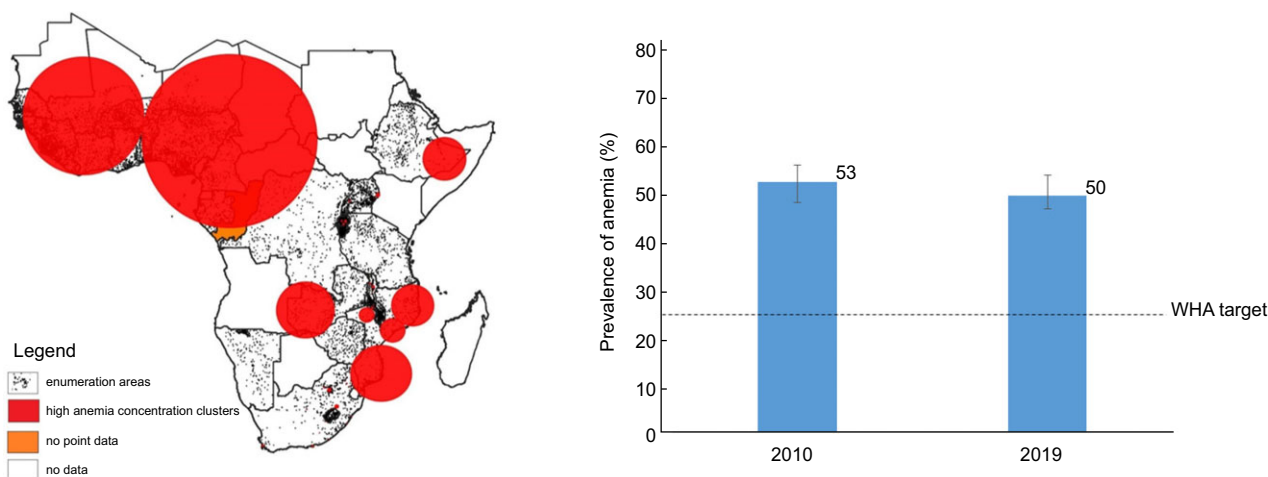 Legend
enumeration areas
high anemia concentration clusters
no point data
no data
Prevalence of anemia (%)
80
70
60
50
40
30
20
10
0
53
50
WHA target
2010
2019